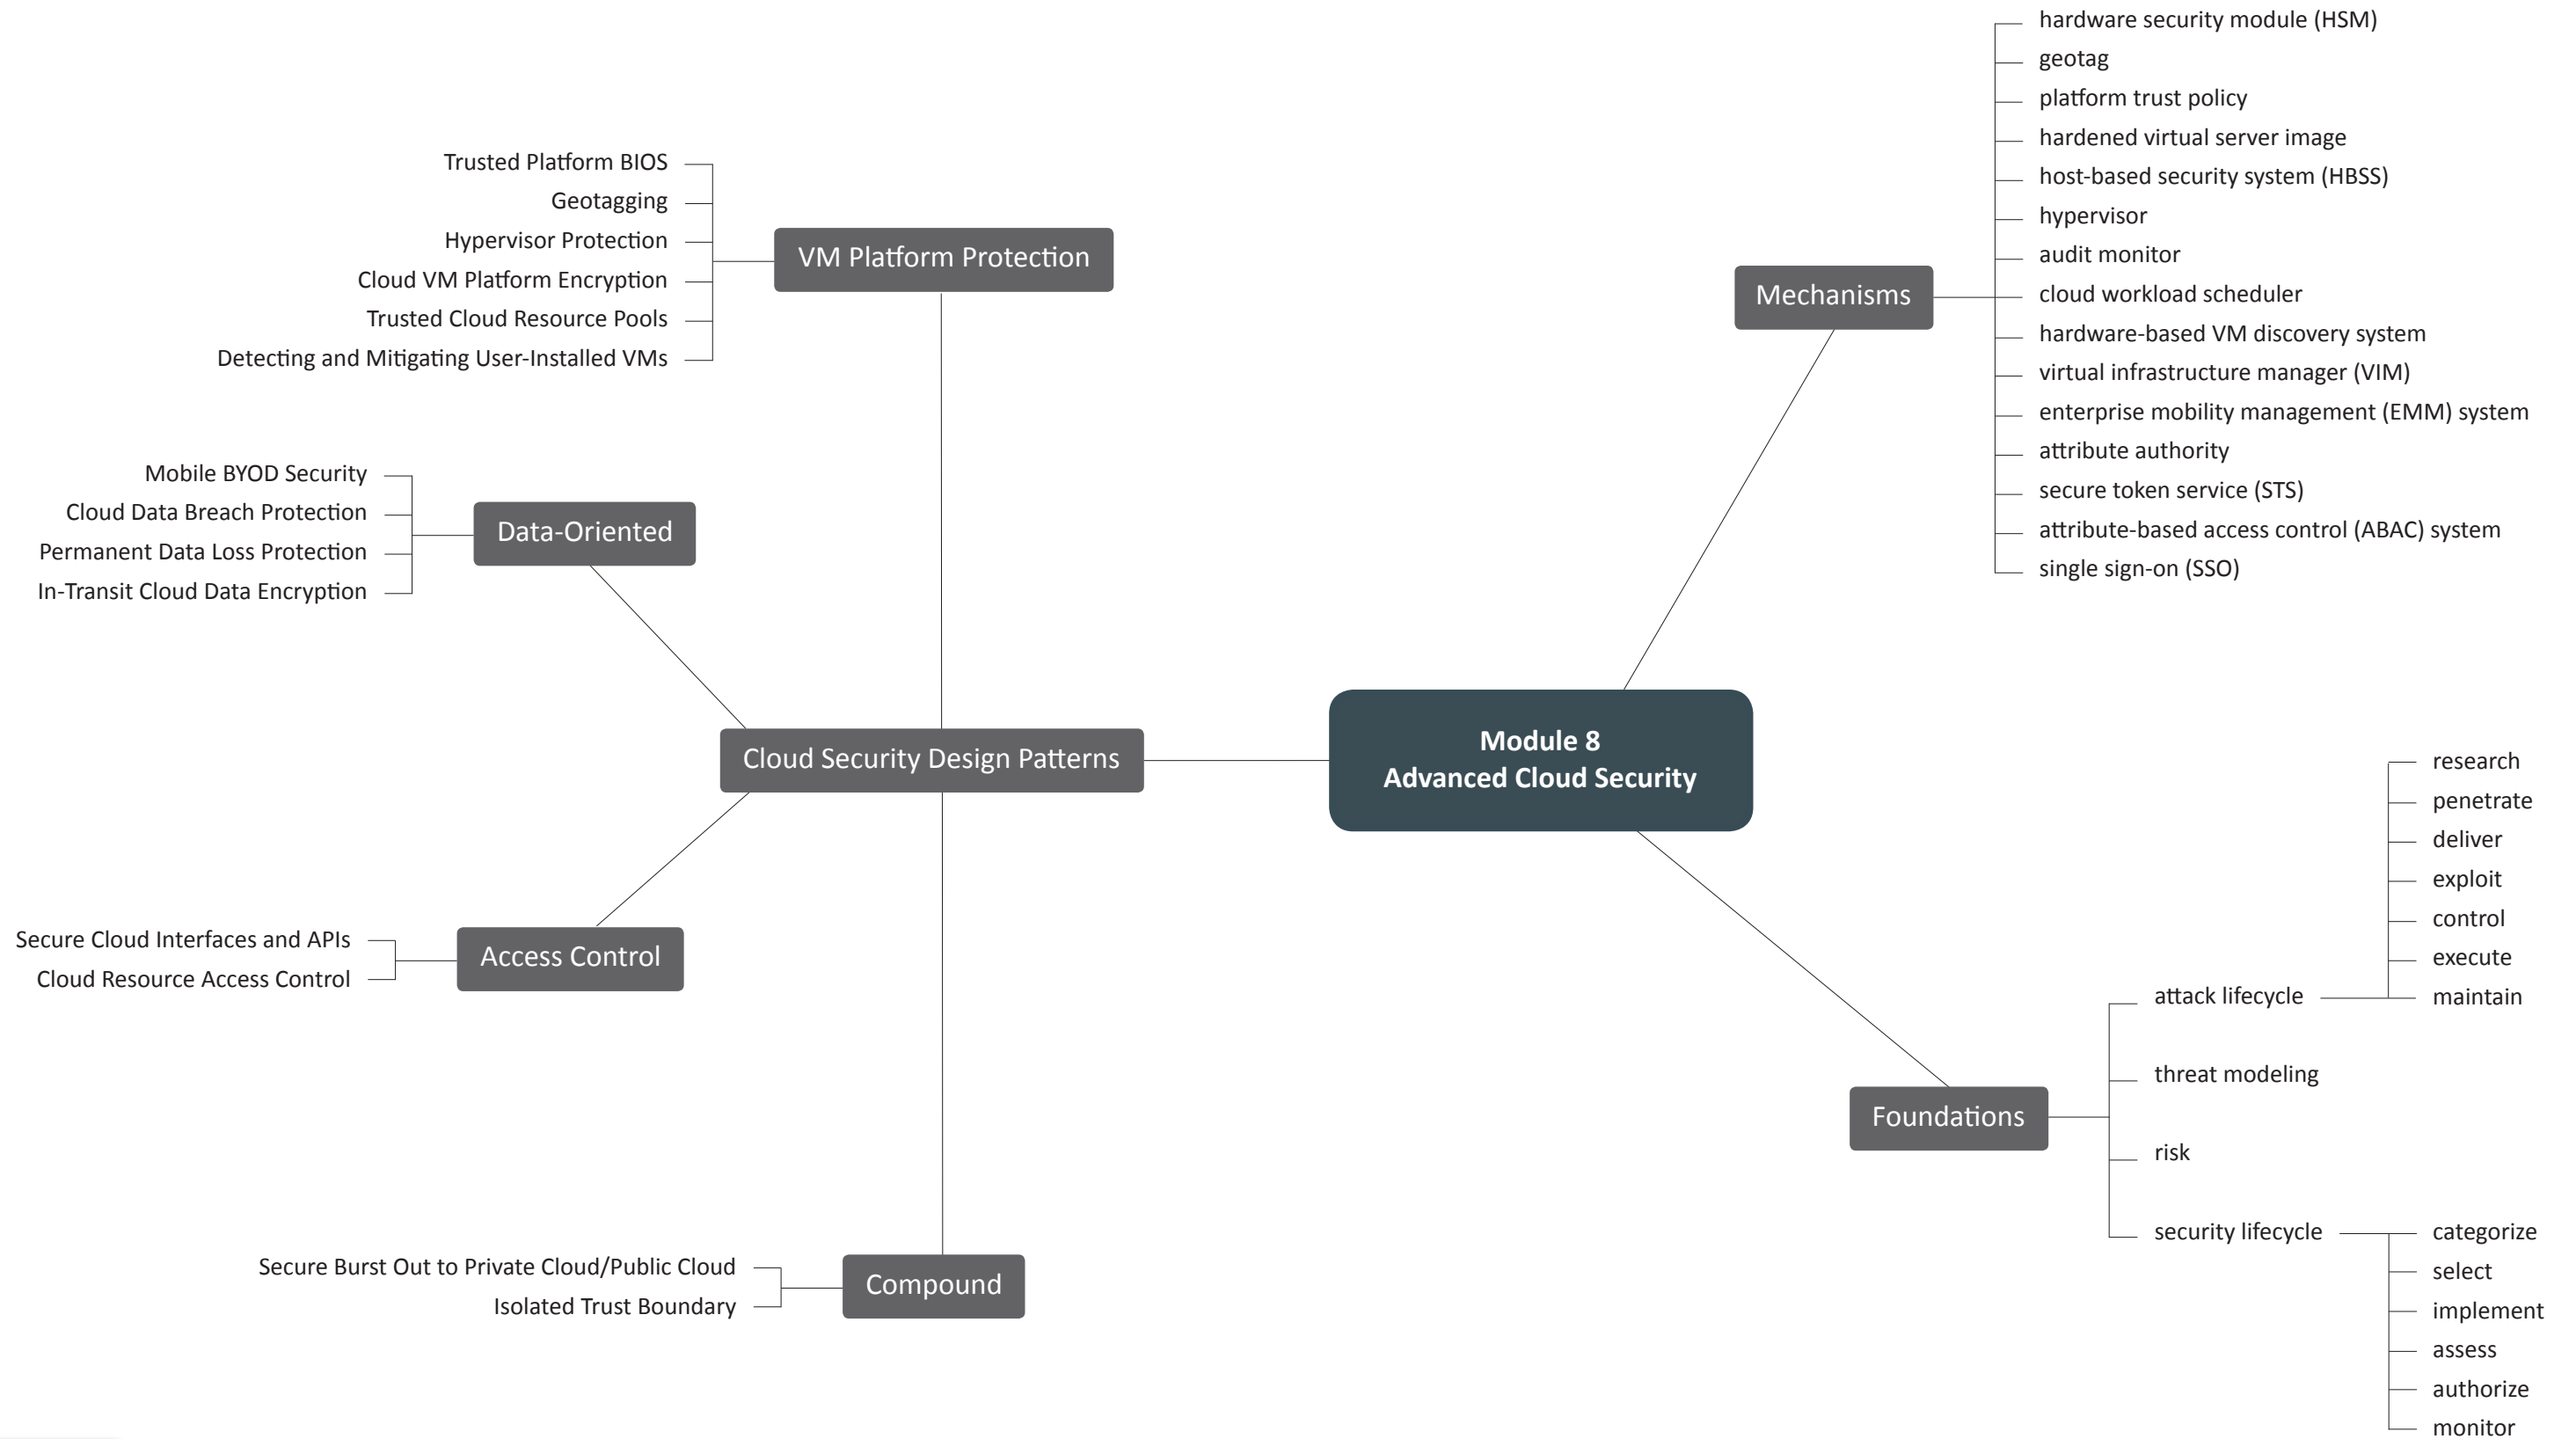 Module 8
Advanced Cloud Security
Cloud Security Design Patterns
VM Platform Protection
Trusted Platform BIOS
Geotagging
Hypervisor Protection
Cloud VM Platform Encryption
Trusted Cloud Resource Pools
Detecting and Mitigating User-Installed VMs
Data-Oriented
Mobile BYOD Security
Cloud Data Breach Protection
Permanent Data Loss Protection
In-Transit Cloud Data Encryption
Access Control
Secure Cloud Interfaces and APIs
Cloud Resource Access Control
Compound
Secure Burst Out to Private Cloud/Public Cloud
Isolated Trust Boundary
Mechanisms
hardware security module (HSM)
geotag
platform trust policy
hardened virtual server image
host-based security system (HBSS)
hypervisor
audit monitor
cloud workload scheduler
hardware-based VM discovery system
virtual infrastructure manager (VIM)
enterprise mobility management (EMM) system
attribute authority
secure token service (STS)
attribute-based access control (ABAC) system
single sign-on (SSO)
Foundations
attack lifecycle
research
penetrate
deliver
exploit
control
execute
maintain
threat modeling
risk
security lifecycle
categorize
select
implement
assess
authorize
monitor